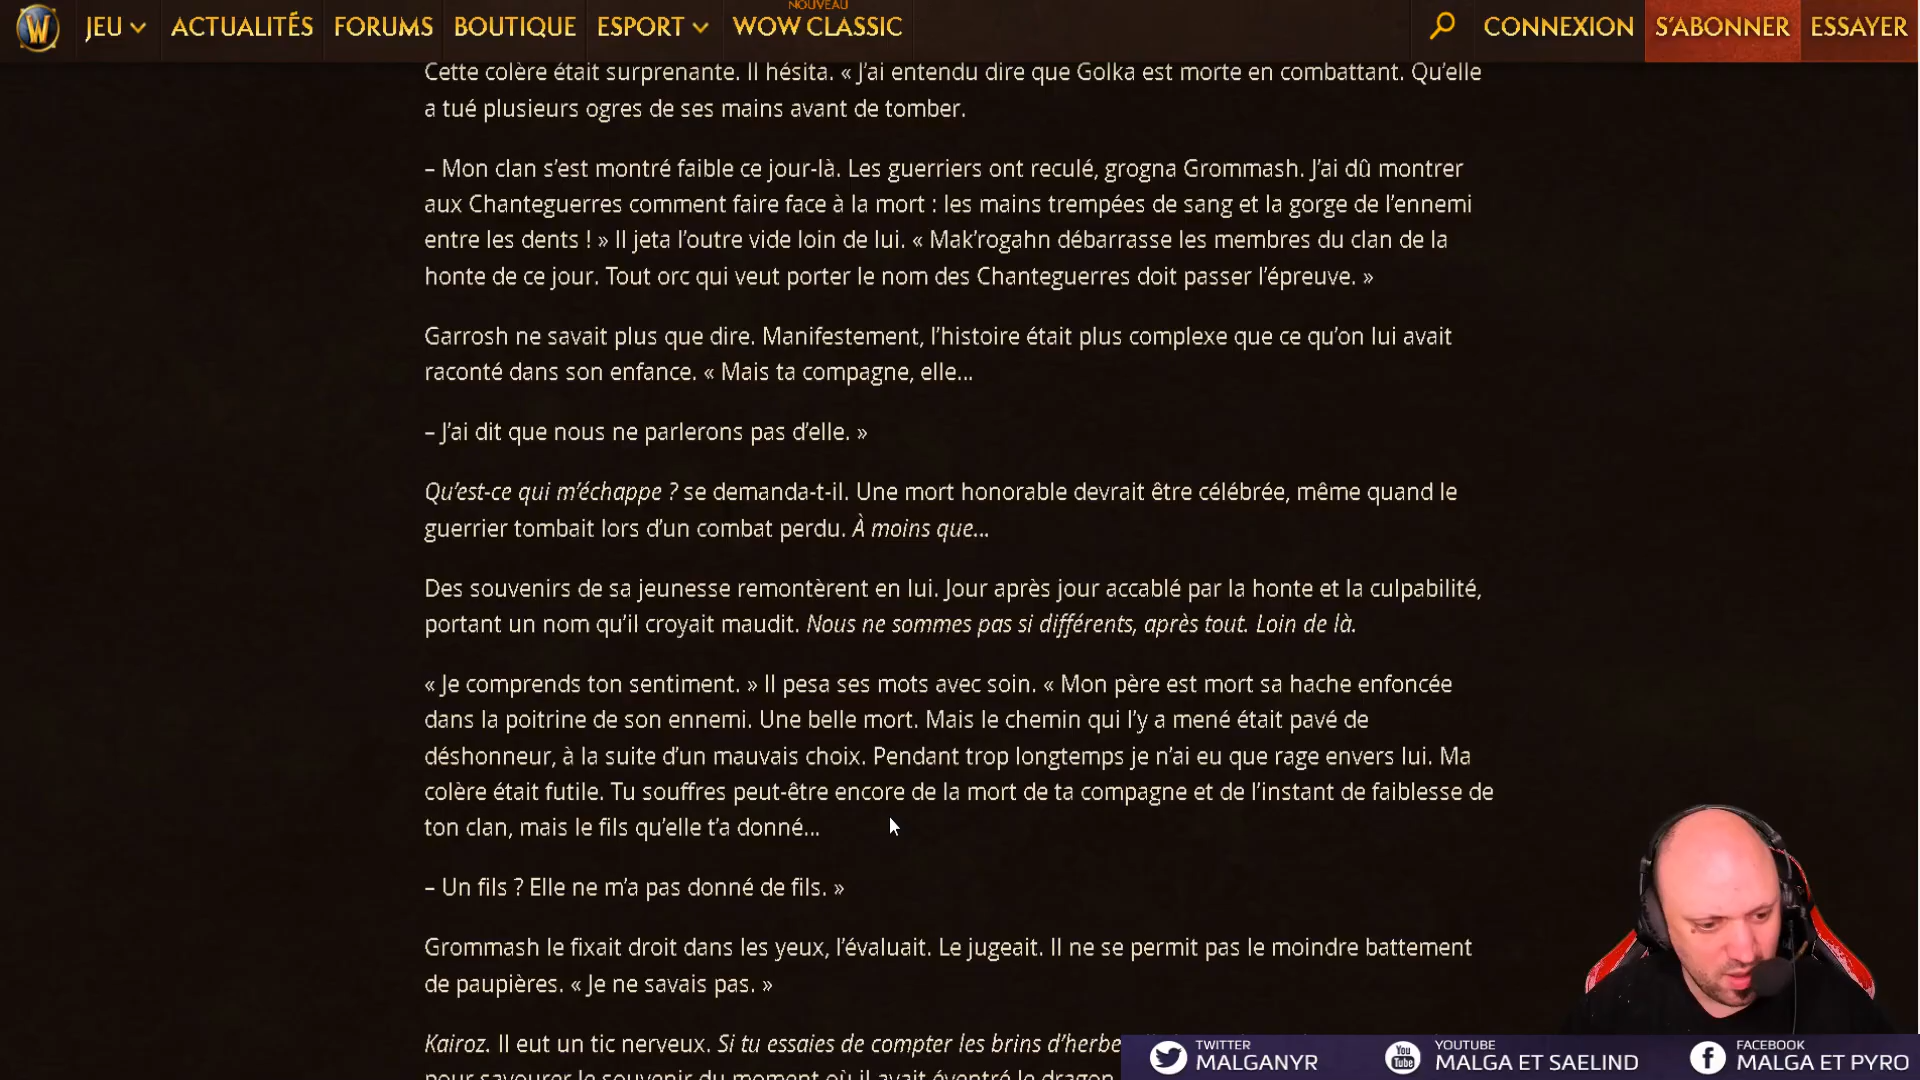 NOUVEAU
JEU ACTUALITÉS FORUMS BOUTIQUE ESPORT WOW CLASSIC CONNEXION S'ABONNER ESSAYER
Cette colère était surprenante. Il hésita. « J'ai entendu dire que Golka est morte en combattant. Qu'elle
a tué plusieurs ogres de ses mains avant de tomber.
– Mon clan s'est montré faible ce jour-là. Les guerriers ont reculé, grogna Grommash. J'ai dû montrer
aux Chanteguerres comment faire face à la mort : les mains trempées de sang et la gorge de l'ennemi
entre les dents ! » Il jeta l'outre vide loin de lui. « Mak'rogahn débarrasse les membres du clan de la
honte de ce jour. Tout orc qui veut porter le nom des Chanteguerres doit passer l'épreuve. »
Garrosh ne savait plus que dire. Manifestement, l'histoire était plus complexe que ce qu'on lui avait
raconté dans son enfance. « Mais ta compagne, elle…
– J'ai dit que nous ne parlerons pas d'elle. »
Qu'est-ce qui m'échappe ? se demanda-t-il. Une mort honorable devrait être célébrée, même quand le
guerrier tombait lors d'un combat perdu. À moins que…
Des souvenirs de sa jeunesse remontèrent en lui. Jour après jour accablé par la honte et la culpabilité,
portant un nom qu'il croyait maudit. Nous ne sommes pas si différents, après tout. Loin de là.
« Je comprends ton sentiment. » Il pesa ses mots avec soin. « Mon père est mort sa hache enfoncée
dans la poitrine de son ennemi. Une belle mort. Mais le chemin qui l'y a mené était pavé de
déshonneur, à la suite d'un mauvais choix. Pendant trop longtemps je n'ai eu que rage envers lui. Ma
colère était futile. Tu souffres peut-être encore de la mort de ta compagne et de l'instant de faiblesse de
ton clan, mais le fils qu'elle t'a donné…
– Un fils ? Elle ne m'a pas donné de fils. »
Grommash le fixait droit dans les yeux, l'évaluait. Le jugeait. Il ne se permit pas le moindre battement
de paupières. « Je ne savais pas. »
Kairoz. Il eut un tic nerveux. Si tu essaies de compter les brins d'herbe
pour savourer le souvenir du moment où il avait éventré le dragon
TWITTER
MALGANYR
YOUTUBE
MALGA ET SAELIND
FACEBOOK
MALGA ET PYRO